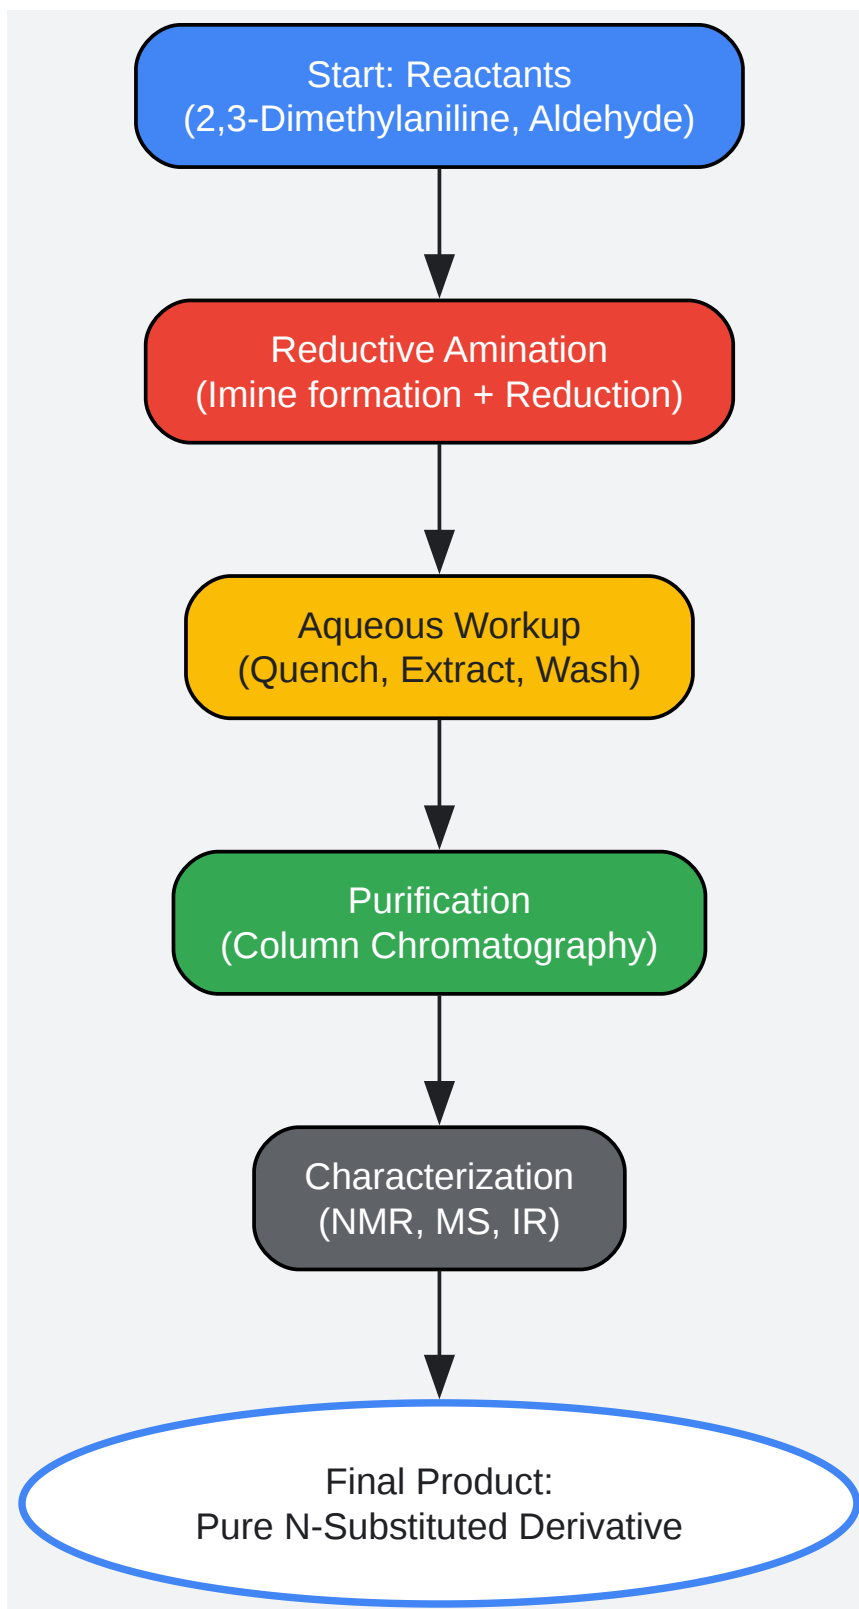 Start: Reactants
(2,3-Dimethylaniline, Aldehyde)
Reductive Amination
(Imine formation + Reduction)
Aqueous Workup
(Quench, Extract, Wash)
Purification
(Column Chromatography)
Characterization
(NMR, MS, IR)
Final Product:
Pure N-Substituted Derivative